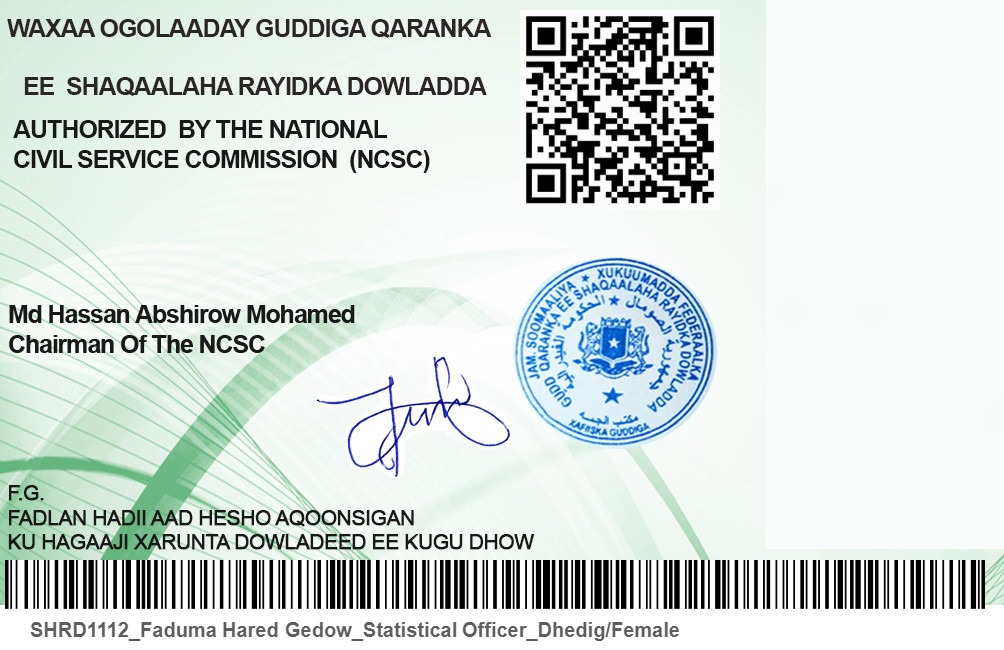 WAXAA OGOLAADAY GUDDIGA QARANKA
EE SHAQAALAHA RAYIDKA DOWLADDA
AUTHORIZED BY THE NATIONAL
CIVIL SERVICE COMMISSION (NCSC)
JAM. SOOMAALIYA ★ XUKUUMADDA FEDERAALKA
GUDD QARANKA EE SHAQAALAHA RAYIDKA DOWLADDA
XAFIISKA GUDDIGA
Md Hassan Abshirow Mohamed
Chairman Of The NCSC
F.G.
FADLAN HADII AAD HESHO AQOONSIGAN
KU HAGAAJI XARUNTA DOWLADEED EE KUGU DHOW
SHRD1112_Faduma Hared Gedow_Statistical Officer_Dhedig/Female